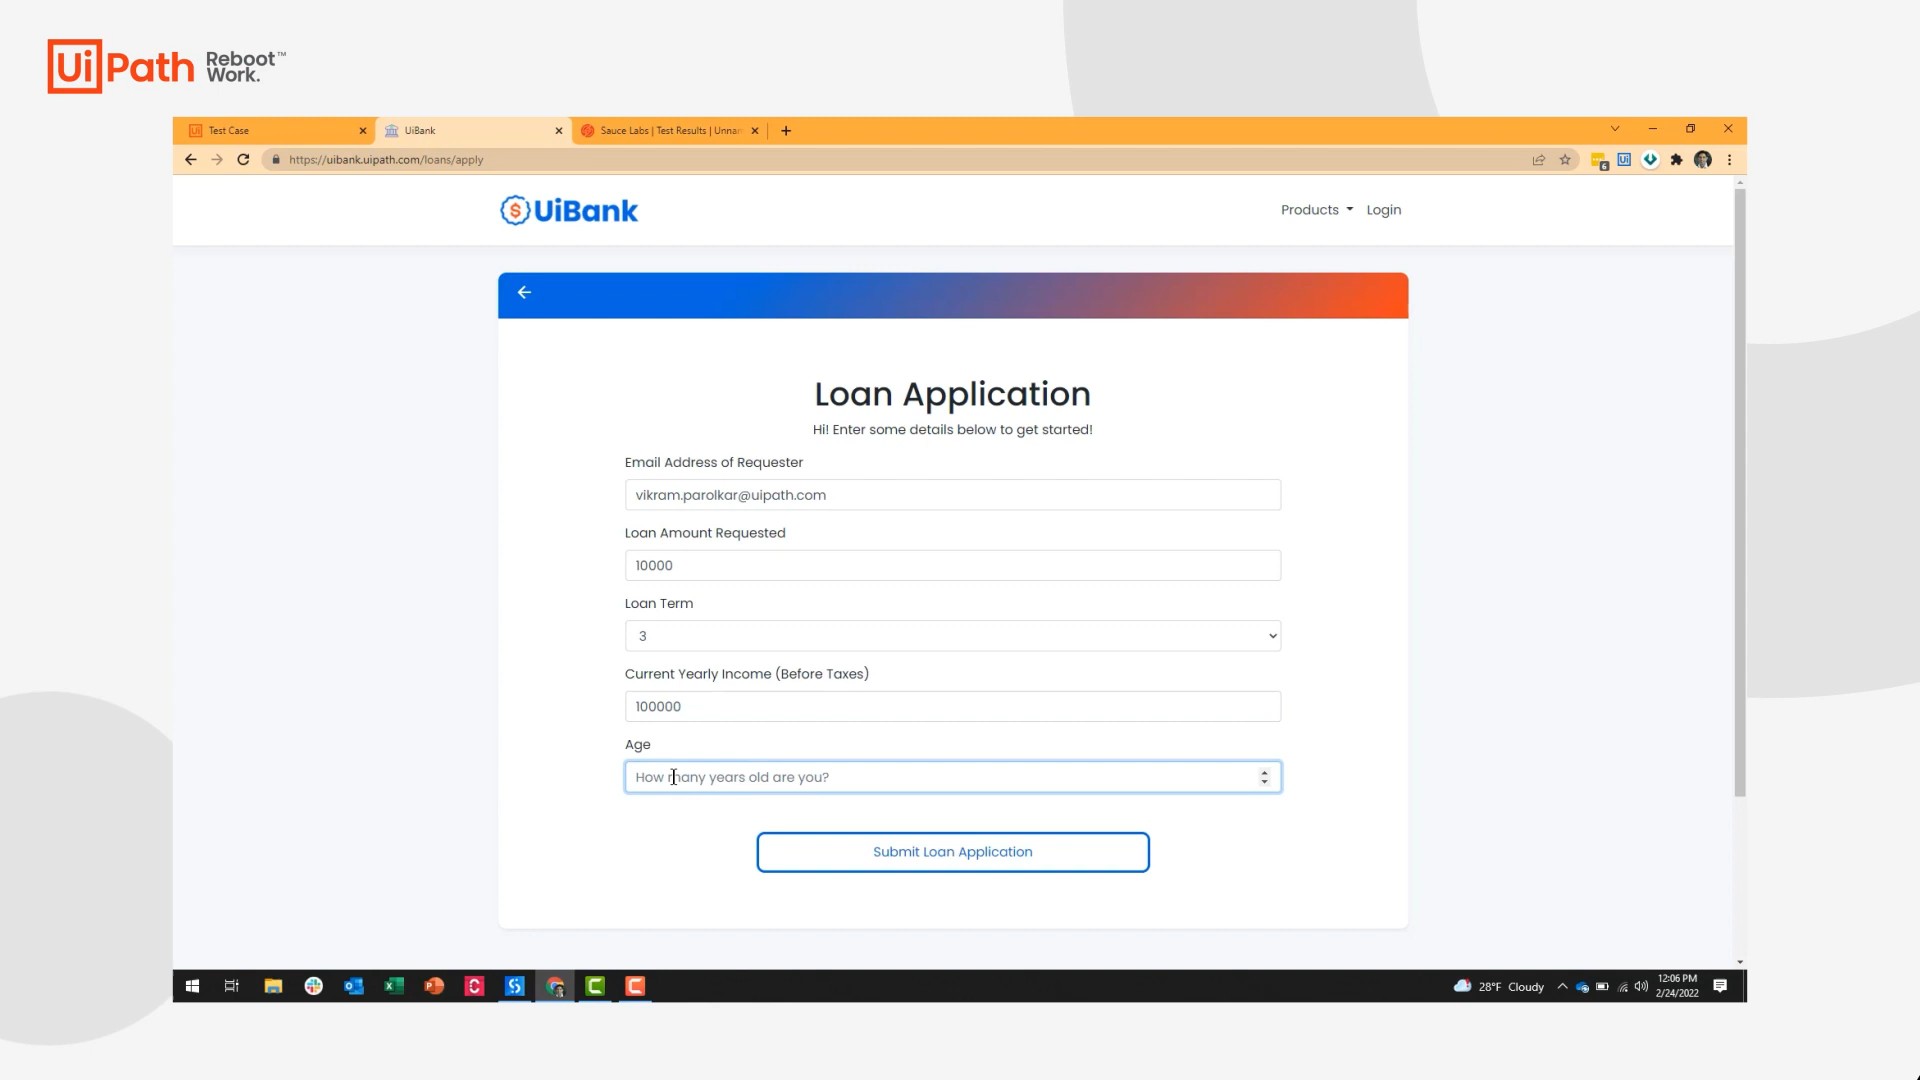 UiPath Reboot™ Work.
Test Case
UiBank
Sauce Labs | Test Results | Unnam
https://uibank.uipath.com/loans/apply
6
Ui
UiBank
Products
Login
Loan Application
Hi! Enter some details below to get started!
Email Address of Requester
vikram.parolkar@uipath.com
Loan Amount Requested
10000
Loan Term
3
Current Yearly Income (Before Taxes)
100000
Age
How many years old are you?
Submit Loan Application
28°F Cloudy
12:06 PM
2/24/2022